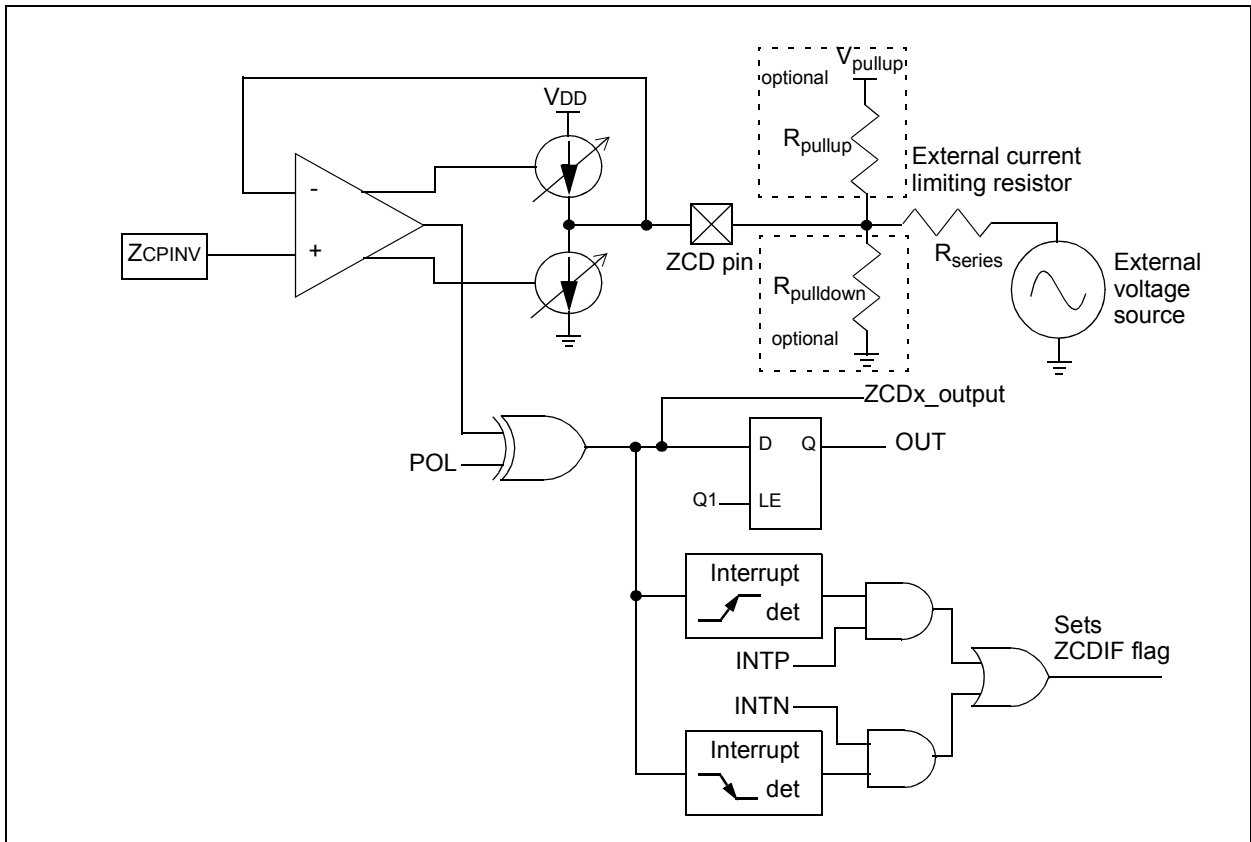 optional
Vpullup
VDD
Rpullup
External current
limiting resistor
-
ZCPINV
+
ZCD pin
Rseries
Rpulldown
External
voltage
source
optional
ZCDx_output
POL
D
Q
OUT
Q1
LE
Interrupt
det
INTP
Sets
ZCDIF flag
INTN
Interrupt
det